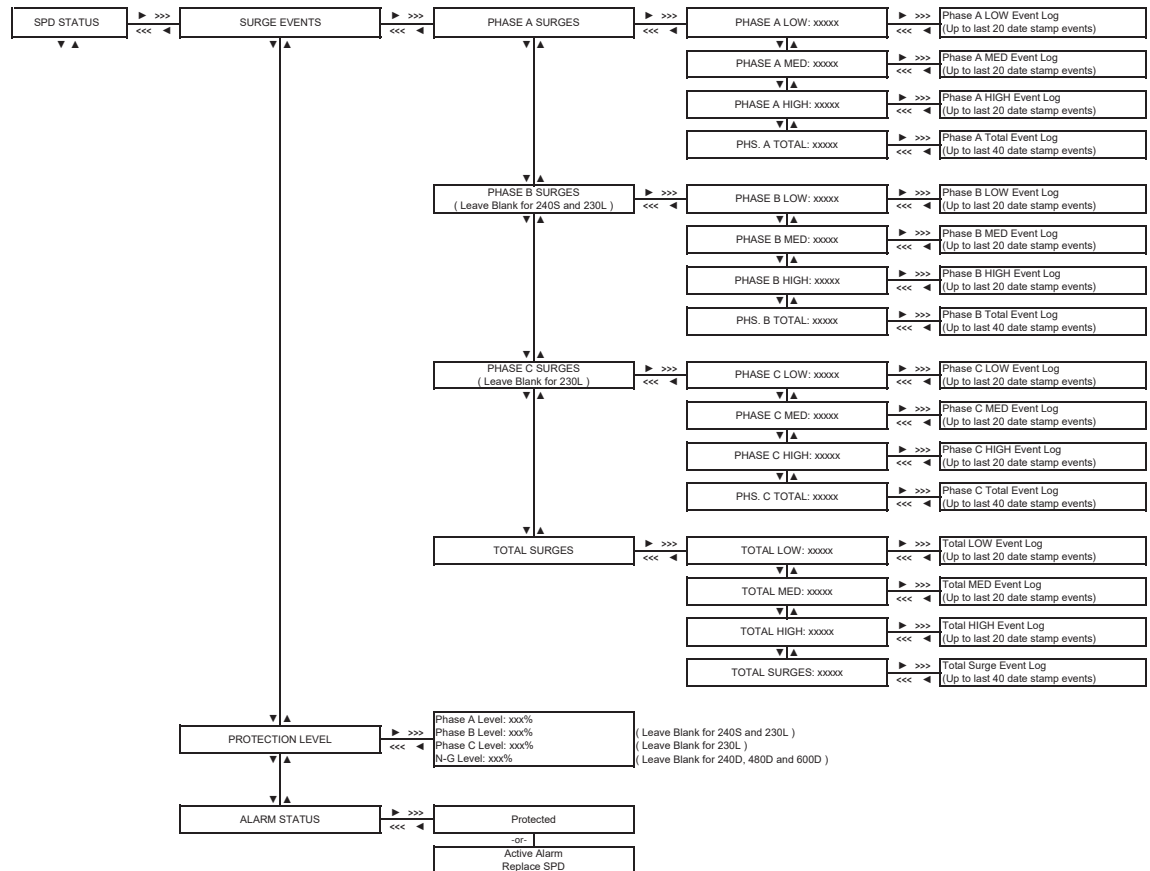 SPD STATUS
► >>>
<<< ◄
▼ ▲
SURGE EVENTS
► >>>
<<< ◄
▼ ▲
PHASE A SURGES
► >>>
<<< ◄
▼ ▲
PHASE A LOW: xxxxx
► >>>
<<< ◄
Phase A LOW Event Log
(Up to last 20 date stamp events)
▼ ▲
PHASE A MED: xxxxx
► >>>
<<< ◄
Phase A MED Event Log
(Up to last 20 date stamp events)
▼ ▲
PHASE A HIGH: xxxxx
► >>>
<<< ◄
Phase A HIGH Event Log
(Up to last 20 date stamp events)
▼ ▲
PHS. A TOTAL: xxxxx
► >>>
<<< ◄
Phase A Total Event Log
(Up to last 40 date stamp events)
▼ ▲
PHASE B SURGES
( Leave Blank for 240S and 230L )
► >>>
<<< ◄
▼ ▲
PHASE B LOW: xxxxx
► >>>
<<< ◄
Phase B LOW Event Log
(Up to last 20 date stamp events)
▼ ▲
PHASE B MED: xxxxx
► >>>
<<< ◄
Phase B MED Event Log
(Up to last 20 date stamp events)
▼ ▲
PHASE B HIGH: xxxxx
► >>>
<<< ◄
Phase B HIGH Event Log
(Up to last 20 date stamp events)
▼ ▲
PHS. B TOTAL: xxxxx
► >>>
<<< ◄
Phase B Total Event Log
(Up to last 40 date stamp events)
▼ ▲
PHASE C SURGES
( Leave Blank for 230L )
► >>>
<<< ◄
▼ ▲
PHASE C LOW: xxxxx
► >>>
<<< ◄
Phase C LOW Event Log
(Up to last 20 date stamp events)
▼ ▲
PHASE C MED: xxxxx
► >>>
<<< ◄
Phase C MED Event Log
(Up to last 20 date stamp events)
▼ ▲
PHASE C HIGH: xxxxx
► >>>
<<< ◄
Phase C HIGH Event Log
(Up to last 20 date stamp events)
▼ ▲
PHS. C TOTAL: xxxxx
► >>>
<<< ◄
Phase C Total Event Log
(Up to last 40 date stamp events)
▼ ▲
TOTAL SURGES
► >>>
<<< ◄
TOTAL LOW: xxxxx
► >>>
<<< ◄
Total LOW Event Log
(Up to last 20 date stamp events)
▼ ▲
TOTAL MED: xxxxx
► >>>
<<< ◄
Total MED Event Log
(Up to last 20 date stamp events)
▼ ▲
TOTAL HIGH: xxxxx
► >>>
<<< ◄
Total HIGH Event Log
(Up to last 20 date stamp events)
▼ ▲
TOTAL SURGES: xxxxx
► >>>
<<< ◄
Total Surge Event Log
(Up to last 40 date stamp events)
▼ ▲
PROTECTION LEVEL
► >>>
<<< ◄
▼ ▲
Phase A Level: xxx%
Phase B Level: xxx% ( Leave Blank for 240S and 230L )
Phase C Level: xxx% ( Leave Blank for 230L )
N-G Level: xxx% ( Leave Blank for 240D, 480D and 600D )
▼ ▲
ALARM STATUS
► >>>
<<< ◄
Protected
-or-
Active Alarm
Replace SPD